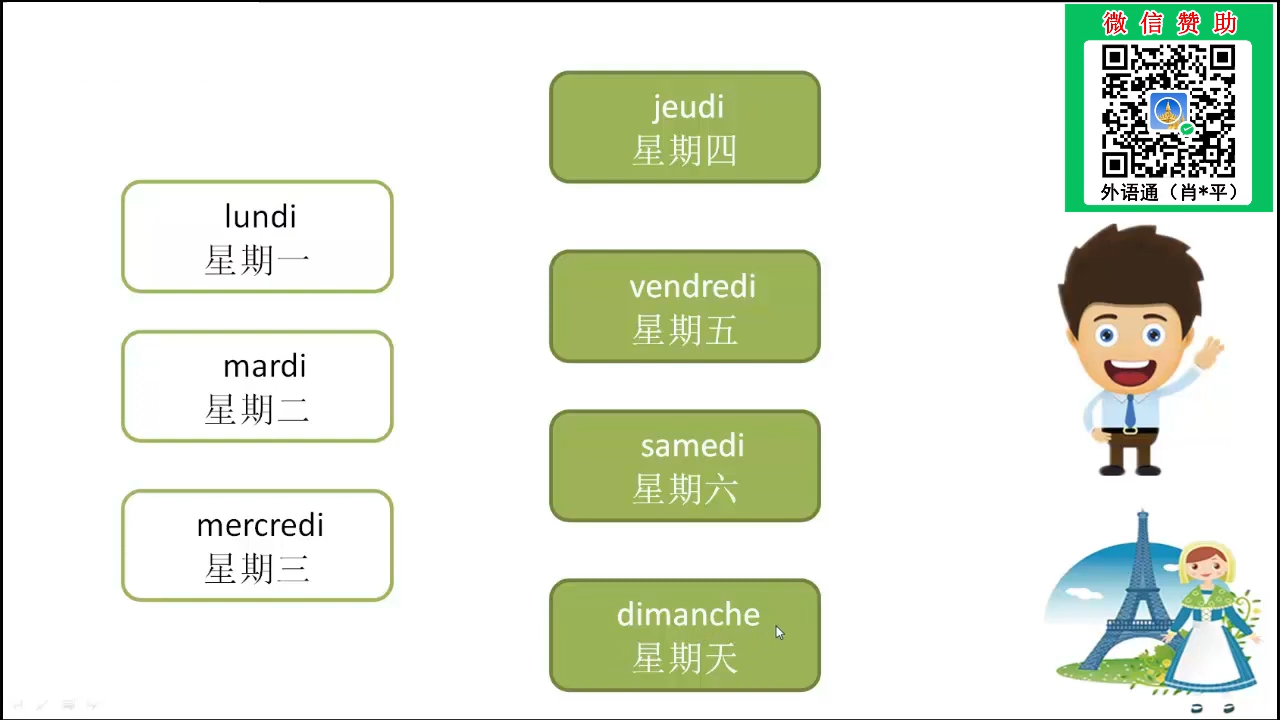 lundi
星期一
mardi
星期二
mercredi
星期三
jeudi
星期四
vendredi
星期五
samedi
星期六
dimanche
星期天
微信赞助
外语通（肖*平）